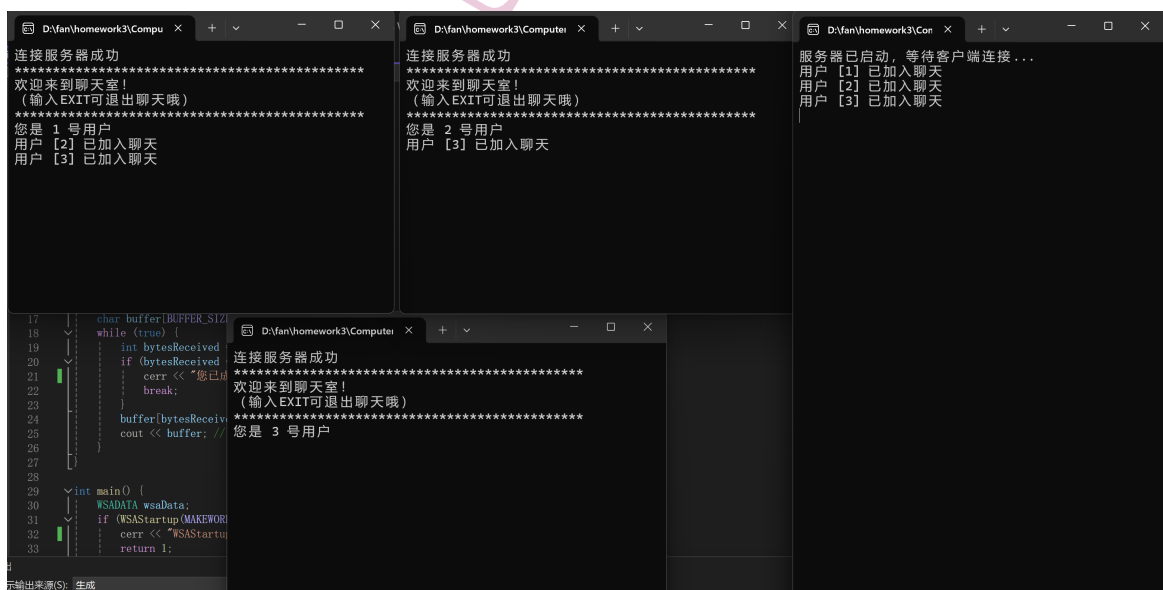 D:\fan\homework3\Compu
连接服务器成功
**********************************************
欢迎来到聊天室!
(输入EXIT可退出聊天哦)
**********************************************
您是 1 号用户
用户 [2] 已加入聊天
用户 [3] 已加入聊天
D:\fan\homework3\Computer
连接服务器成功
**********************************************
欢迎来到聊天室!
(输入EXIT可退出聊天哦)
**********************************************
您是 2 号用户
用户 [3] 已加入聊天
D:\fan\homework3\Con
服务器已启动, 等待客户端连接...
用户 [1] 已加入聊天
用户 [2] 已加入聊天
用户 [3] 已加入聊天
17 char buffer[BUFFER_SIZ
18 while (true) {
19 int bytesReceived
20 if (bytesReceived
21 cerr << "您已成
22 break;
23 }
24 buffer[bytesReceive
25 cout << buffer; //
26 }
27 }
28
29 int main() {
30 WSADATA wsaData;
31 if (WSAStartup(MAKEWOR
32 cerr << "WSAStartu
33 return 1;
示输出来源(S): 生成
D:\fan\homework3\Computer
连接服务器成功
**********************************************
欢迎来到聊天室!
(输入EXIT可退出聊天哦)
**********************************************
您是 3 号用户